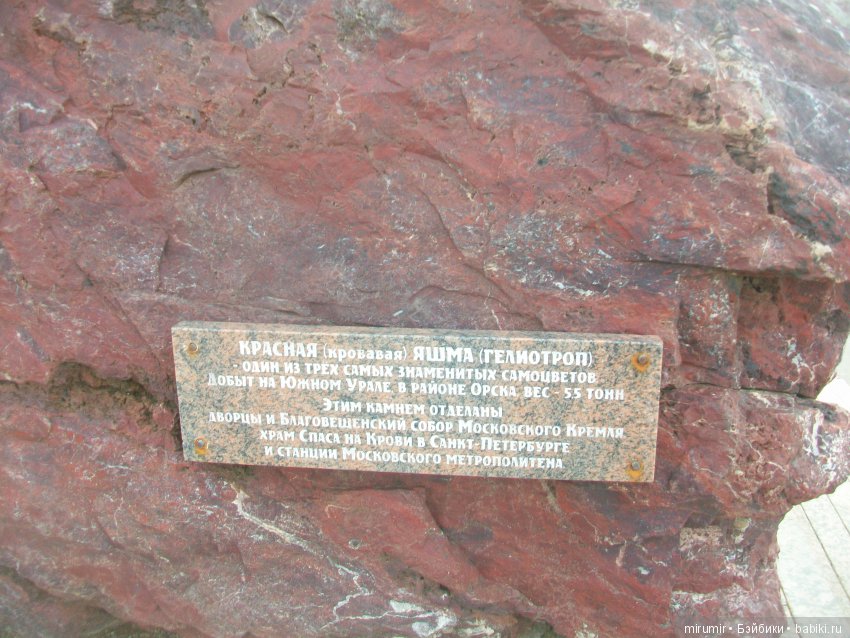 КРАСНАЯ (кровавая) ЯШМА (ГЕЛИОТРОП)
- ОДИН ИЗ ТРЁХ САМЫХ ЗНАМЕНИТЫХ САМОЦВЕТОВ.
ДОБЫТ НА ЮЖНОМ УРАЛЕ В РАЙОНЕ ОРСКА. ВЕС - 55 ТОНН
ЭТИМ КАМНЕМ ОТДЕЛАНЫ
ДВОРЦЫ И БЛАГОВЕЩЕНСКИЙ СОБОР МОСКОВСКОГО КРЕМЛЯ
ХРАМ СПАСА НА КРОВИ В САНКТ-ПЕТЕРБУРГЕ
И СТАНЦИИ МОСКОВСКОГО МЕТРОПОЛИТЕНА
mirumir • Бэйбики • babiki.ru